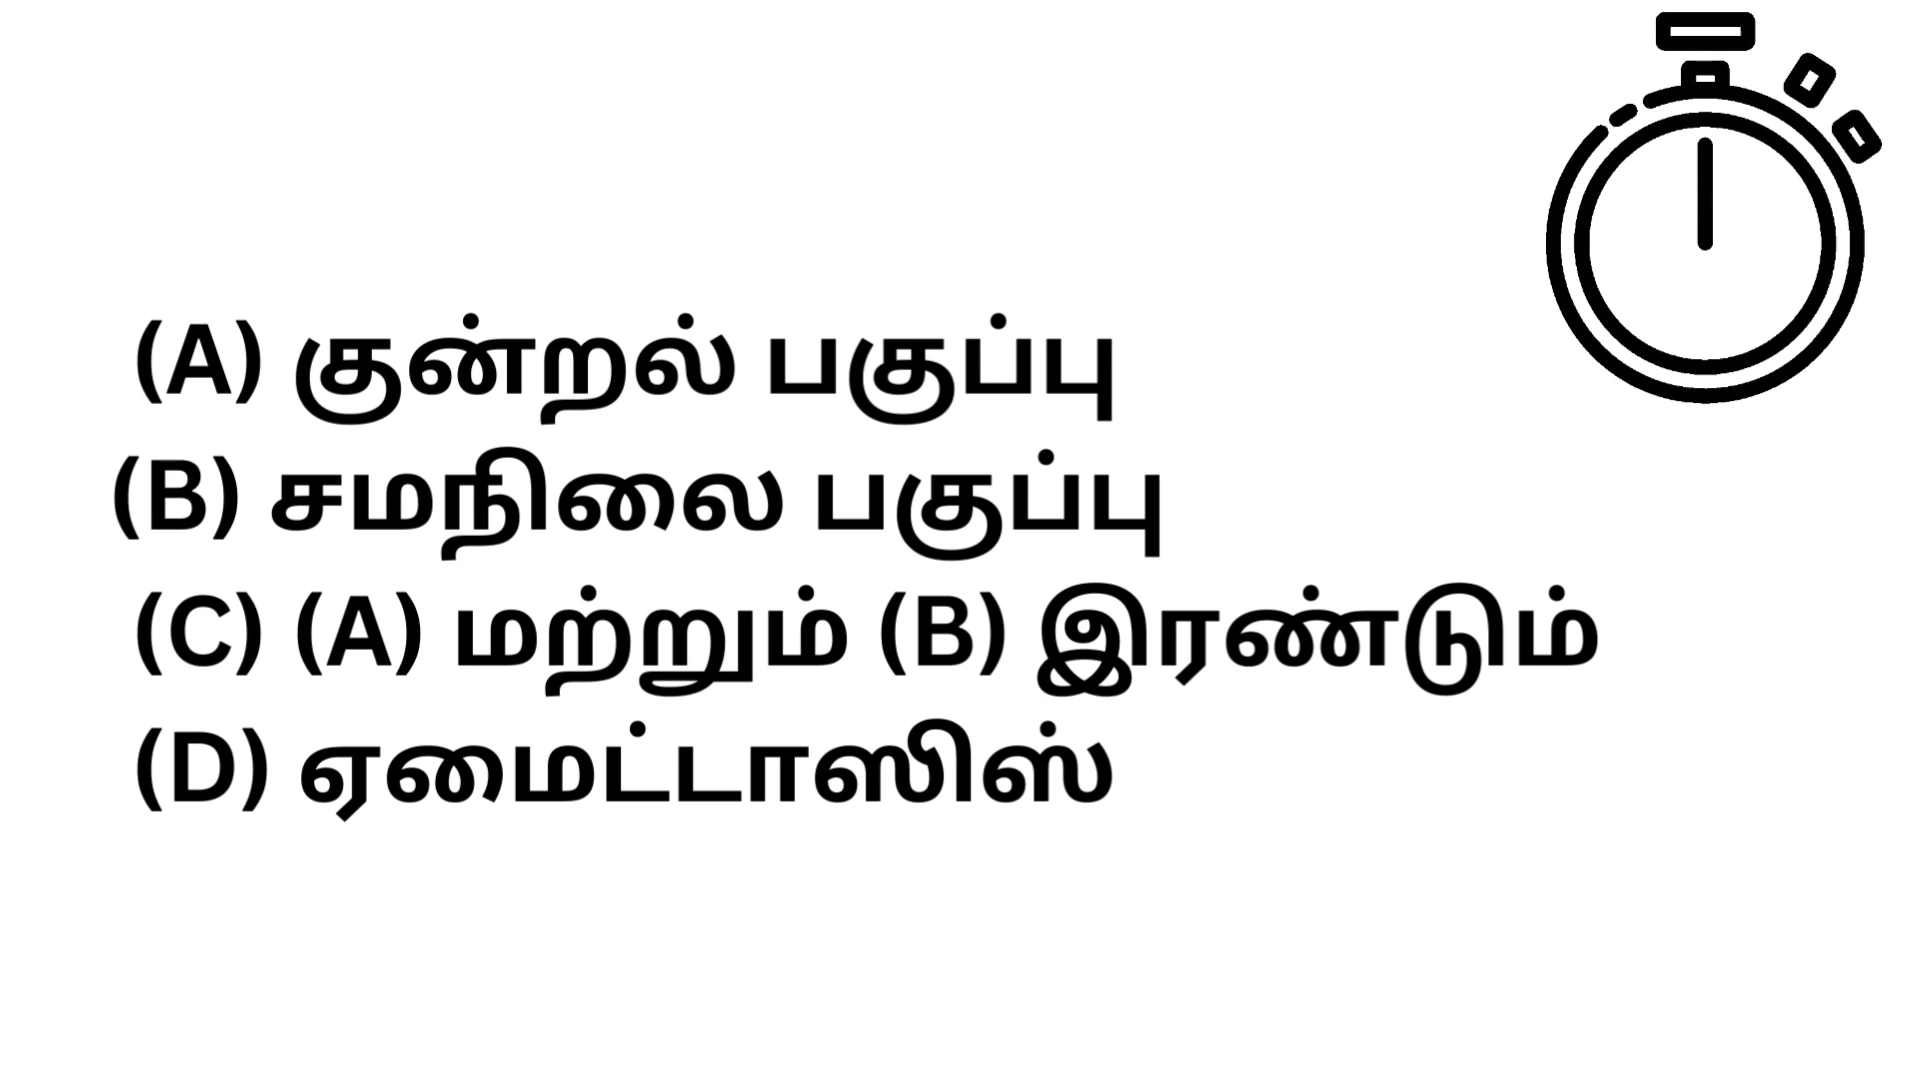 (A) குன்றல் பகுப்பு
(B) சமநிலை பகுப்பு
(C) (A) மற்றும் (B) இரண்டும்
(D) ஏமைட்டாஸிஸ்